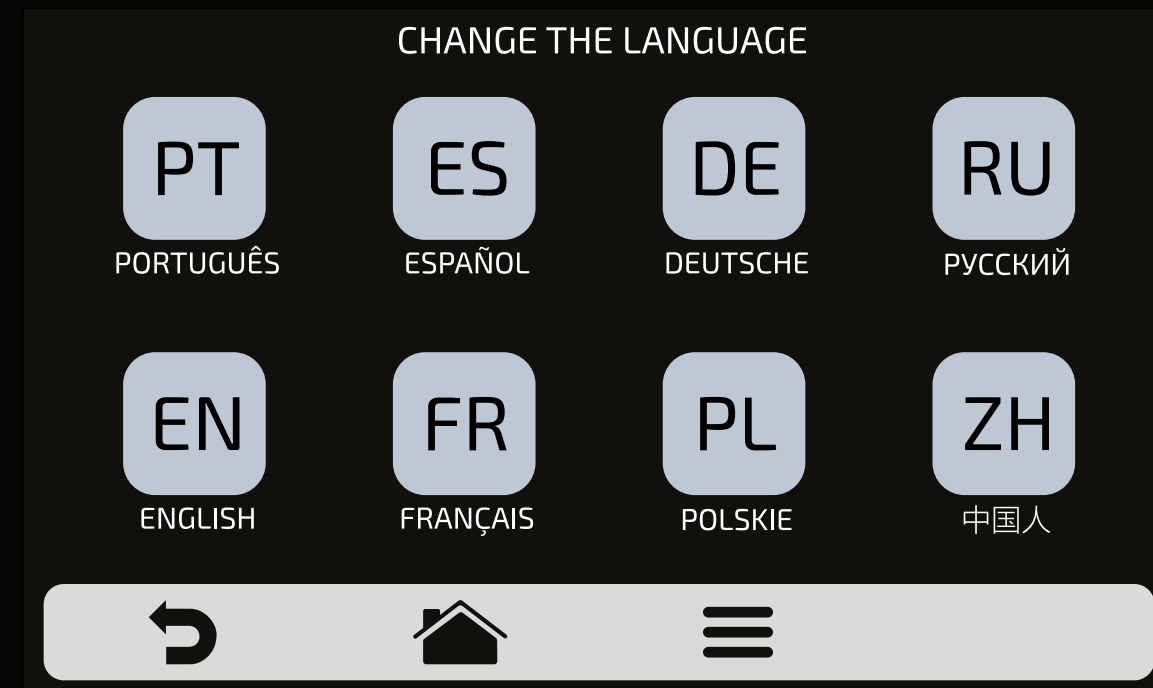 CHANGE THE LANGUAGE
PT ES DE RU
PORTUGUÊS ESPAÑOL DEUTSCHE РУССКИЙ
EN FR PL ZH
ENGLISH FRANÇAIS POLSKIE 中国人